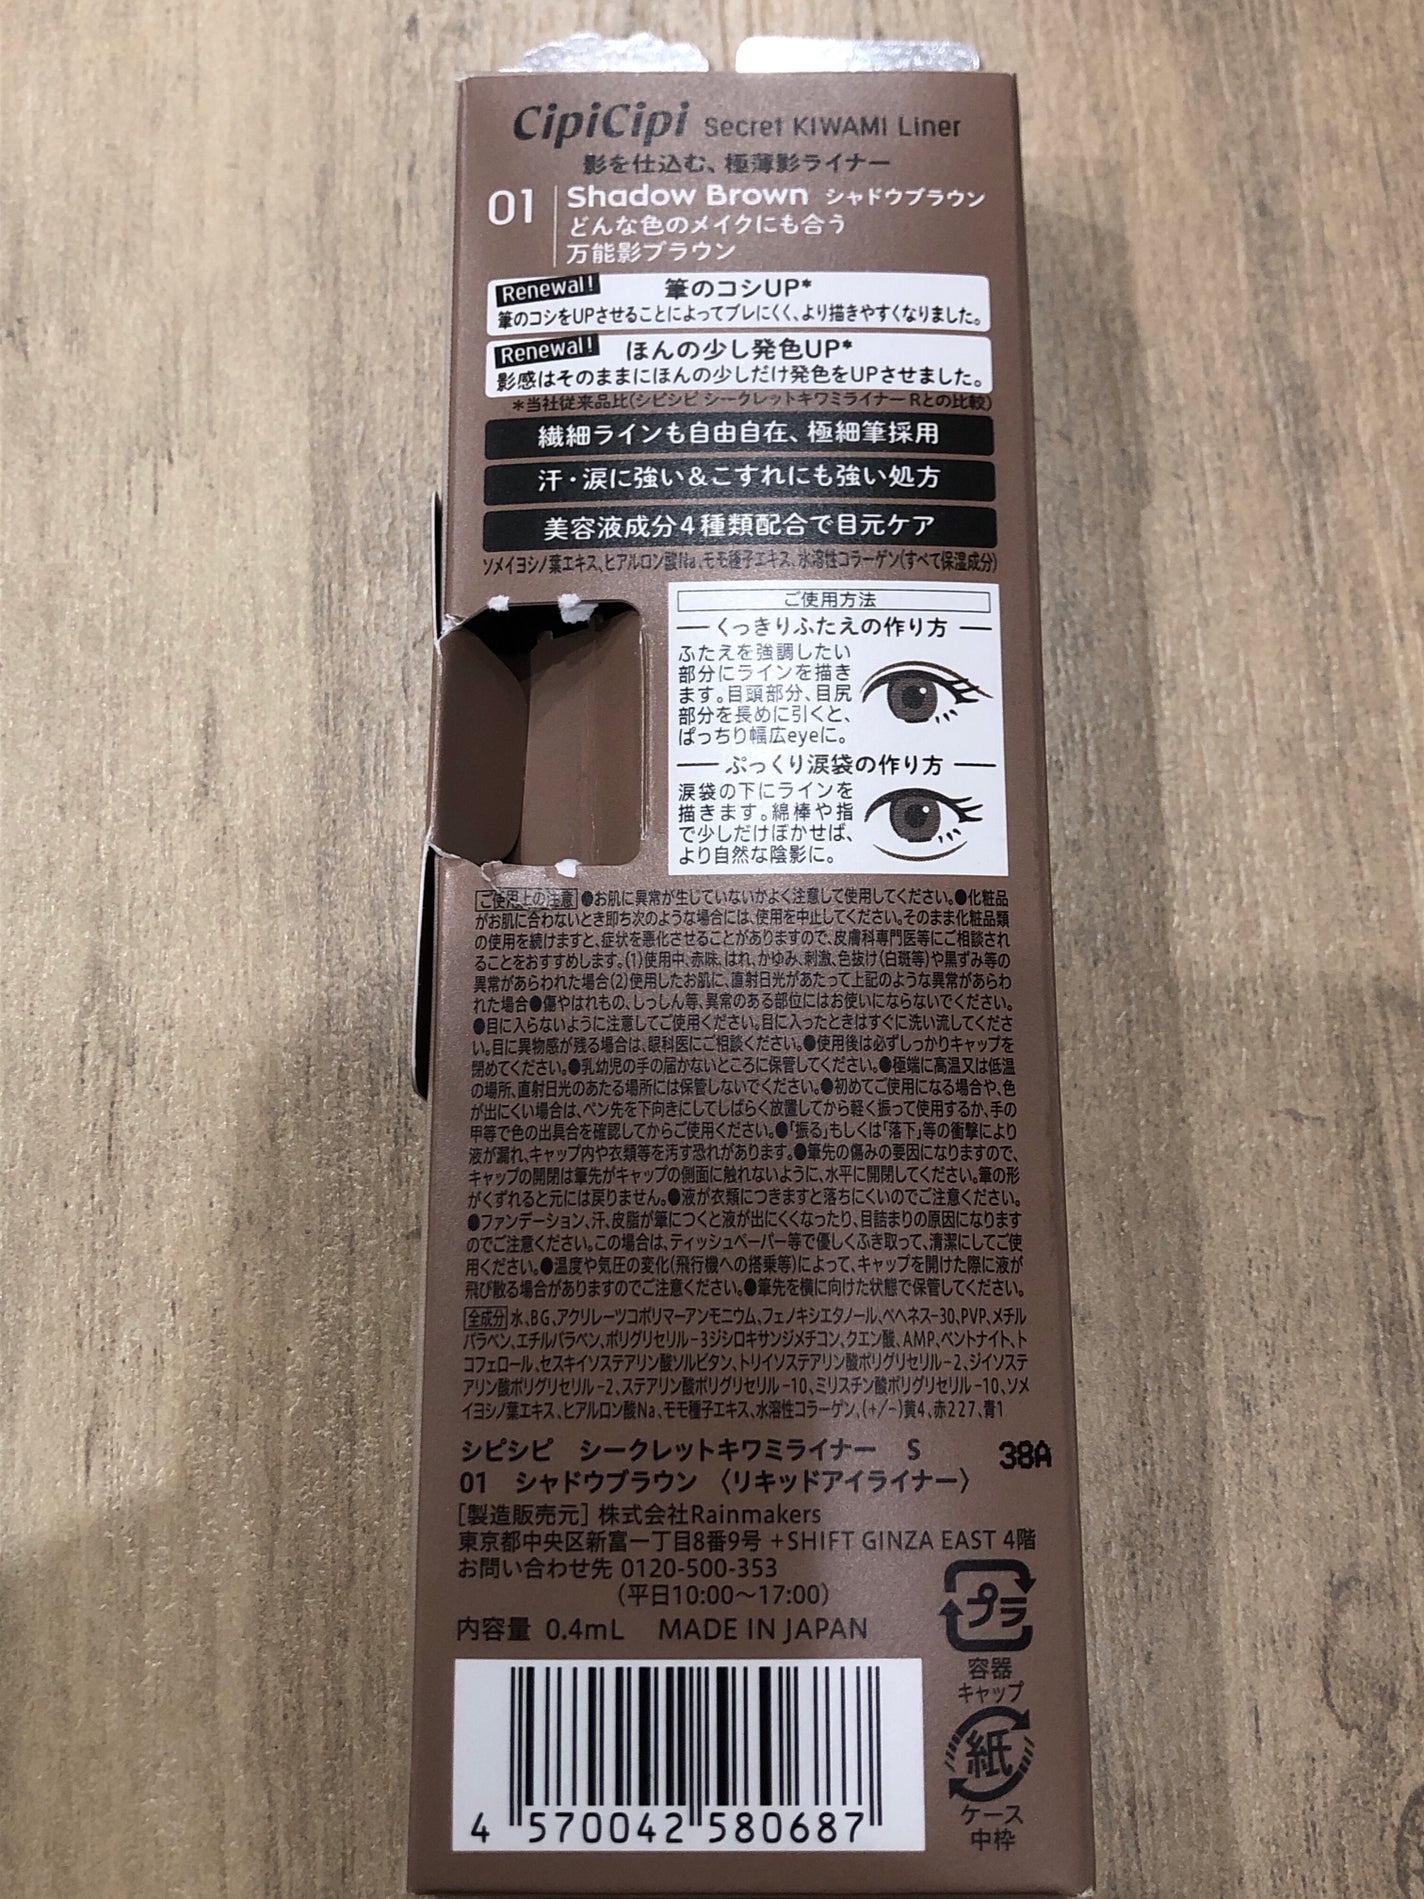 CipiCipi Secret KIWAMI Liner
影を仕込む、極薄影ライナー
01 Shadow Brown シャドウブラウン
どんな色のメイクにも合う
万能影ブラウン
Renewal! 筆のコシUP*
筆のコシをUPさせることによってブレにくく、より描きやすくなりました。
Renewal! ほんの少し発色UP*
影感はそのままにほんの少しだけ発色をUPさせました。
*当社従来品比(シピシピ シークレットキワミライナー Rとの比較)
繊細ラインも自由自在、極細筆採用
汗・涙に強い&こすれにも強い処方
美容液成分4種類配合で目元ケア
ソメイヨシノ葉エキス、ヒアルロン酸Na、モモ種子エキス、水溶性コラーゲン(すべて保湿成分)
ご使用方法
くっきりふたえの作り方
ふたえを強調したい
部分にラインを描き
ます。目頭部分、目尻
部分を長めに引くと、
ぱっちり幅広eyeに。
ぷっくり涙袋の作り方
涙袋の下にラインを
描きます。綿棒や指
で少しだけぼかせば、
より自然な陰影に。
ご使用上の注意 ●お肌に異常が生じていないかよく注意して使用してください。●化粧品
がお肌に合わないとき即ち次のような場合には、使用を中止してください。そのまま化粧品類
の使用を続けますと、症状を悪化させることがありますので、皮膚科専門医等にご相談され
ることをおすすめします。(1)使用中、赤味、はれ、かゆみ、刺激、色抜け(白斑等)や黒ずみ等の
異常があらわれた場合(2)使用したお肌に、直射日光があたって上記のような異常があらわ
れた場合●傷やはれもの、しっしん等、異常のある部位にはお使いにならないでください。
●目に入らないように注意してご使用ください。目に入ったときはすぐに洗い流してくださ
い。目に異物感が残る場合は、眼科医にご相談ください。●使用後は必ずしっかりキャップを
閉めてください。●乳幼児の手の届かないところに保管してください。●極端に高温又は低温
の場所、直射日光のあたる場所には保管しないでください。●初めてご使用になる場合や、色
が出にくい場合は、ペン先を下向きにしてしばらく放置してから軽く振って使用するか、手の
甲等で色の出具合を確認してからご使用ください。●「振る」もしくは「落下」等の衝撃により
液が漏れ、キャップ内や衣類等を汚す恐れがあります。●筆先の傷みの要因になりますので、
キャップの開閉は筆先がキャップの側面に触れないように、水平に開閉してください。筆の形
がくずれると元には戻りません。●液が衣類につきますと落ちにくいのでご注意ください。
●ファンデーション、汗、皮脂が筆につくと液が出にくくなったり、目詰まりの原因になります
のでご注意ください。この場合は、ティッシュペーパー等で優しくふき取って、清潔にしてご使
用ください。●温度や気圧の変化(飛行機への搭乗等)によって、キャップを開けた際に液が
飛び散る場合がありますのでご注意ください。●筆先を横に向けた状態で保管してください。
全成分 水、BG、アクリレーツコポリマーアンモニウム、フェノキシエタノール、ベヘネス-30、PVP、メチル
パラベン、エチルパラベン、ポリグリセリル-3ジシロキサンジメチコン、クエン酸、AMP、ベントナイト、ト
コフェロール、セスキイソステアリン酸ソルビタン、トリイソステアリン酸ポリグリセリル-2、ジイソステ
アリン酸ポリグリセリル-2、ステアリン酸ポリグリセリル-10、ミリスチン酸ポリグリセリル-10、ソメ
イヨシノ葉エキス、ヒアルロン酸Na、モモ種子エキス、水溶性コラーゲン、(+/-)黄4、赤227、青1
シピシピ シークレットキワミライナー S 38A
01 シャドウブラウン 〈リキッドアイライナー〉
[製造販売元] 株式会社Rainmakers
東京都中央区新富一丁目8番9号 +SHIFT GINZA EAST 4階
お問い合わせ先 0120-500-353
(平日10:00〜17:00)
内容量 0.4mL MADE IN JAPAN
プラ
容器
キャップ
紙
ケース
中枠
4 570042 580687